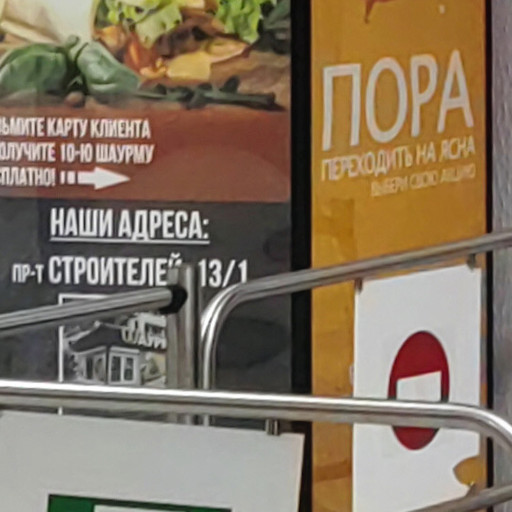 ЬМИТЕ КАРТУ КЛИЕНТА
ОЛУЧИТЕ 10-Ю ШАУРМУ
СПЛАТНО!
НАШИ АДРЕСА:
ПР-Т СТРОИТЕЛЕЙ, 13/1
ПОРА
ПЕРЕХОДИТЬ НА ЯСНА
ВЫБЕРИ СВОЮ АКЦИЮ